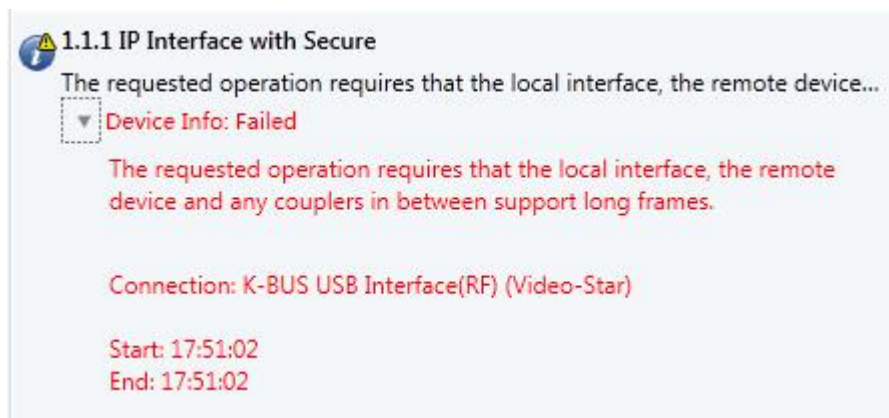 1.1.1 IP Interface with Secure
The requested operation requires that the local interface, the remote device...
Device Info: Failed
The requested operation requires that the local interface, the remote
device and any couplers in between support long frames.
Connection: K-BUS USB Interface(RF) (Video-Star)
Start: 17:51:02
End: 17:51:02